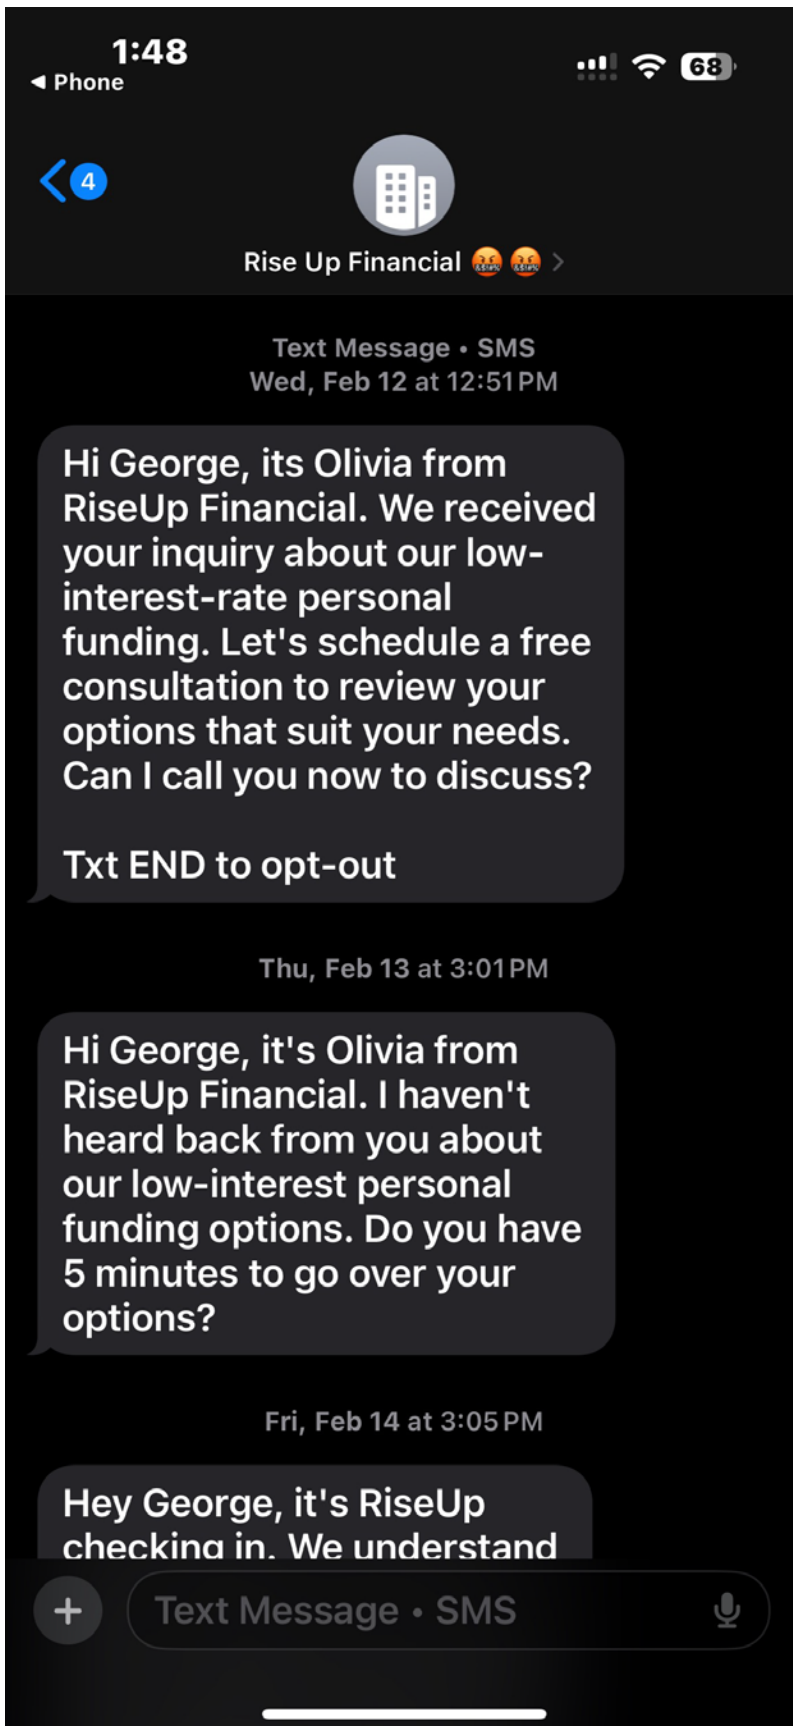 1:48
◀ Phone
68
4
Rise Up Financial 🤬 🤬 >
Text Message • SMS
Wed, Feb 12 at 12:51 PM
Hi George, its Olivia from
RiseUp Financial. We received
your inquiry about our low-
interest-rate personal
funding. Let's schedule a free
consultation to review your
options that suit your needs.
Can I call you now to discuss?
Txt END to opt-out
Thu, Feb 13 at 3:01 PM
Hi George, it's Olivia from
RiseUp Financial. I haven't
heard back from you about
our low-interest personal
funding options. Do you have
5 minutes to go over your
options?
Fri, Feb 14 at 3:05 PM
Hey George, it's RiseUp
checking in. We understand
Text Message • SMS